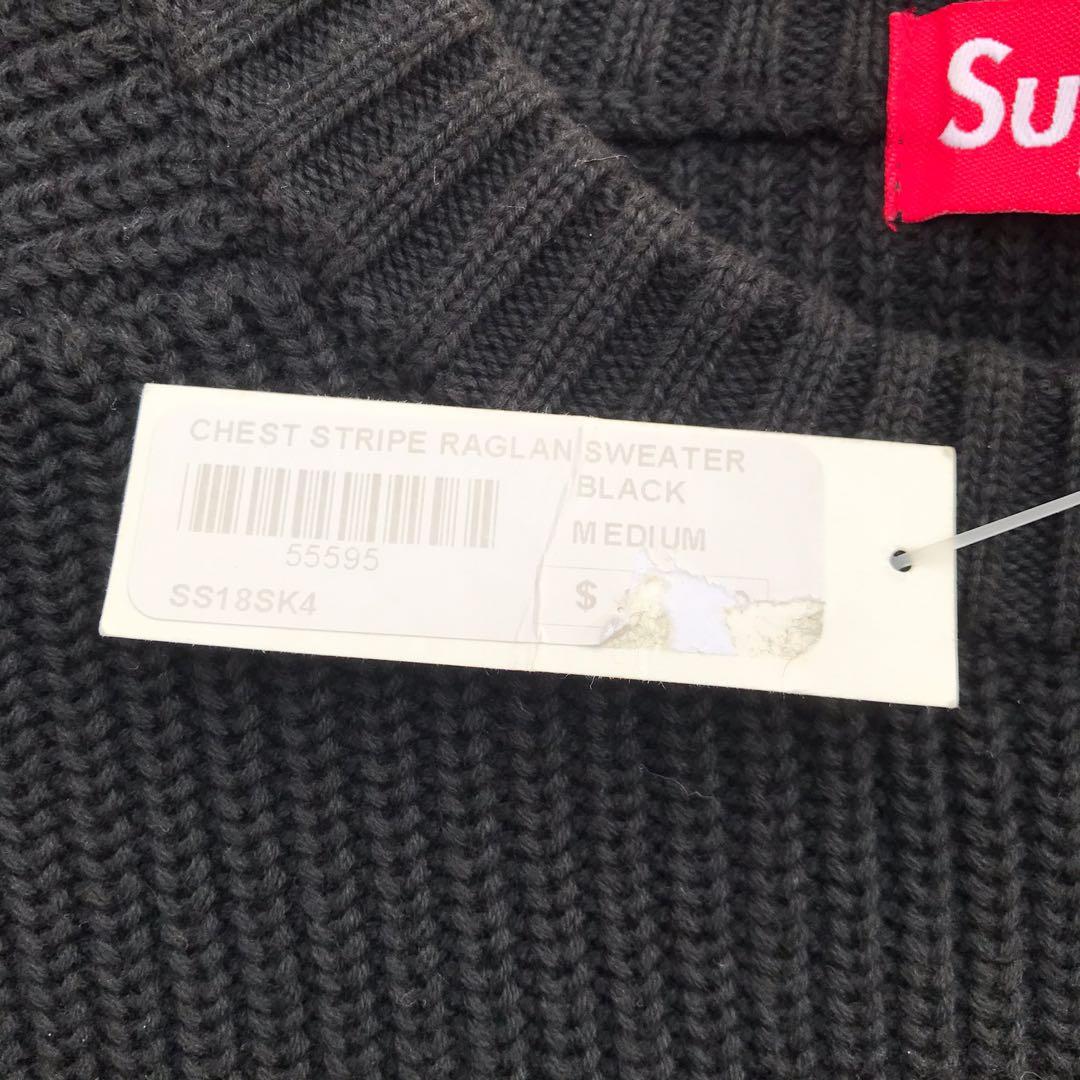 Su
CHEST STRIPE RAGLAN SWEATER
BLACK
MEDIUM
55595
SS18SK4
$